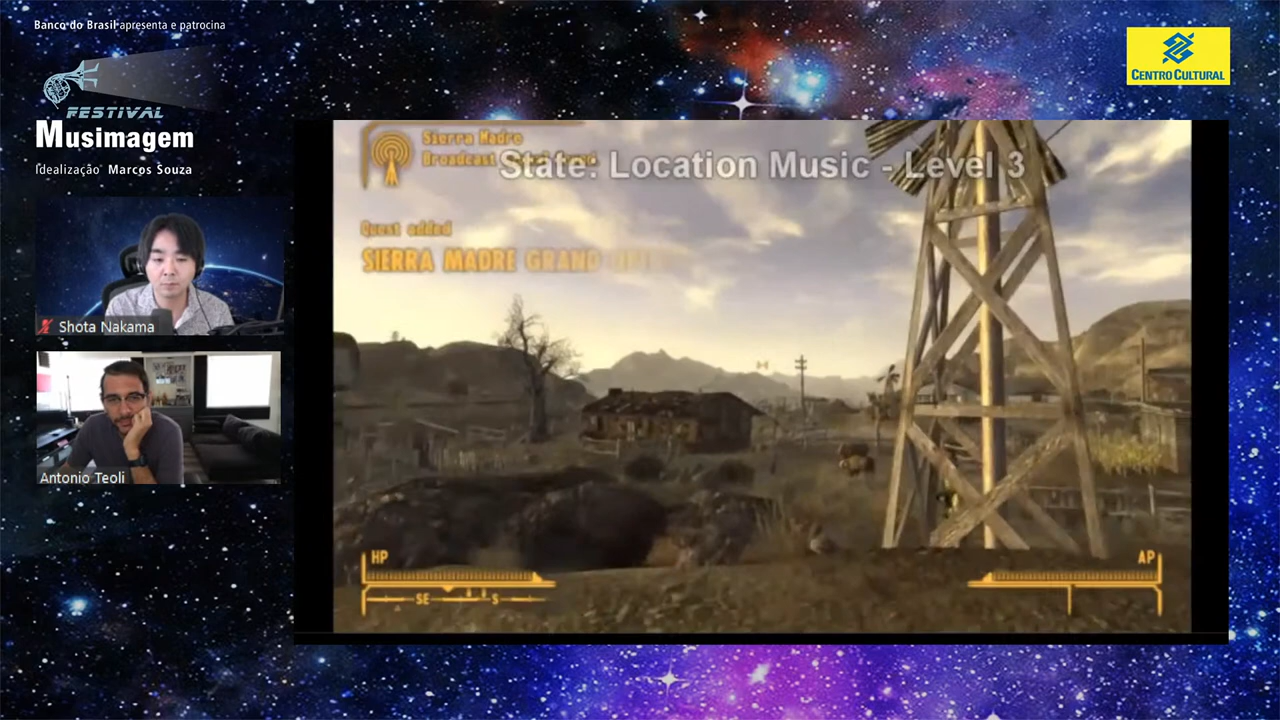 Banco do Brasil apresenta e patrocina
FESTIVAL
Musimagem
Idealização Marcos Souza
CENTRO CULTURAL
Shota Nakama
Antonio Teoli
Sierra Madre
Broadcast
State: Location Music - Level 3
Quest added
SIERRA MADRE GRAND
HP
SE
S
AP